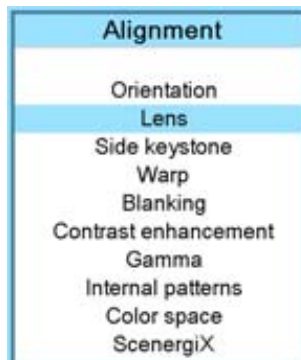 Alignment
Orientation
Lens
Side keystone
Warp
Blanking
Contrast enhancement
Gamma
Internal patterns
Color space
ScenergiX